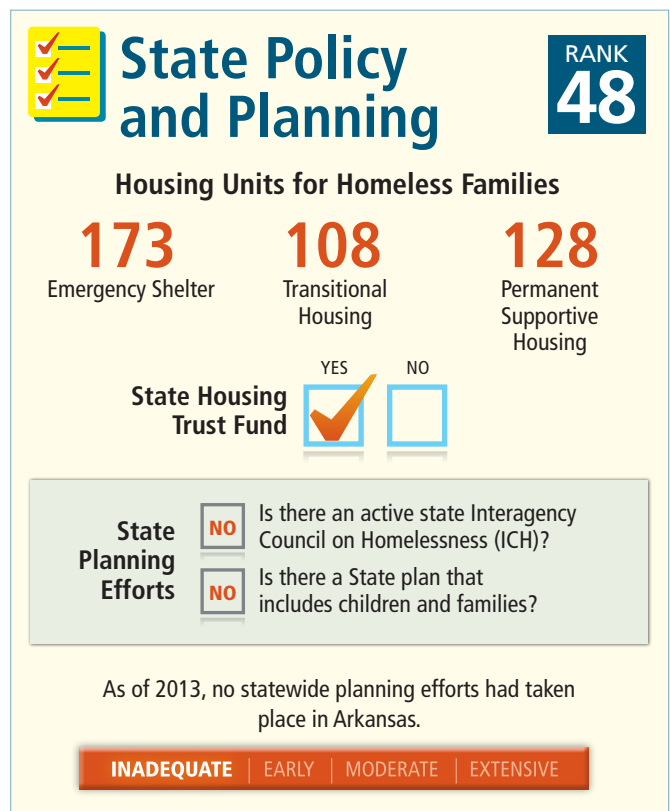 State Policy
and Planning
RANK
48
Housing Units for Homeless Families
173
Emergency Shelter
108
Transitional
Housing
128
Permanent
Supportive
Housing
State Housing
Trust Fund
YES
NO
State
Planning
Efforts
NO
Is there an active state Interagency
Council on Homelessness (ICH)?
NO
Is there a State plan that
includes children and families?
As of 2013, no statewide planning efforts had taken
place in Arkansas.
INADEQUATE | EARLY | MODERATE | EXTENSIVE